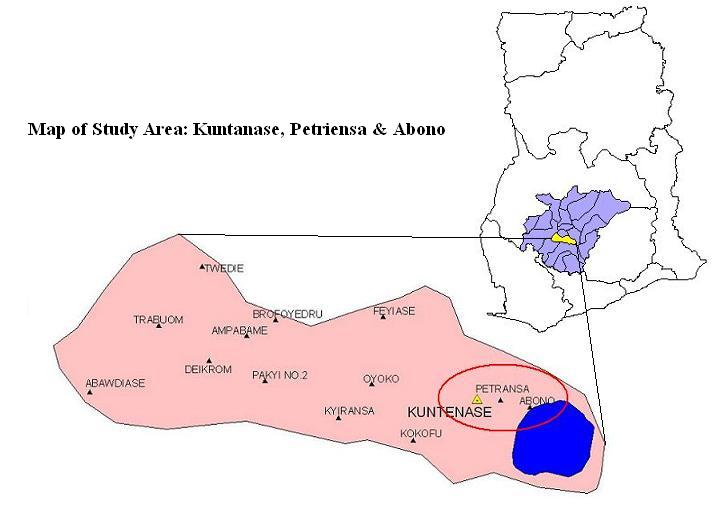 Map of Study Area: Kuntanase, Petriensa & Abono
TWEDIE
BROFOYEDRU
FEYIASE
TRABUOM
AMPABAME
DEIKROM
PAKYI NO.2
OYOKO
ABAWDIASE
PETRANSA
ABONO
KYIRANSA
KUNTENASE
KOKOFU